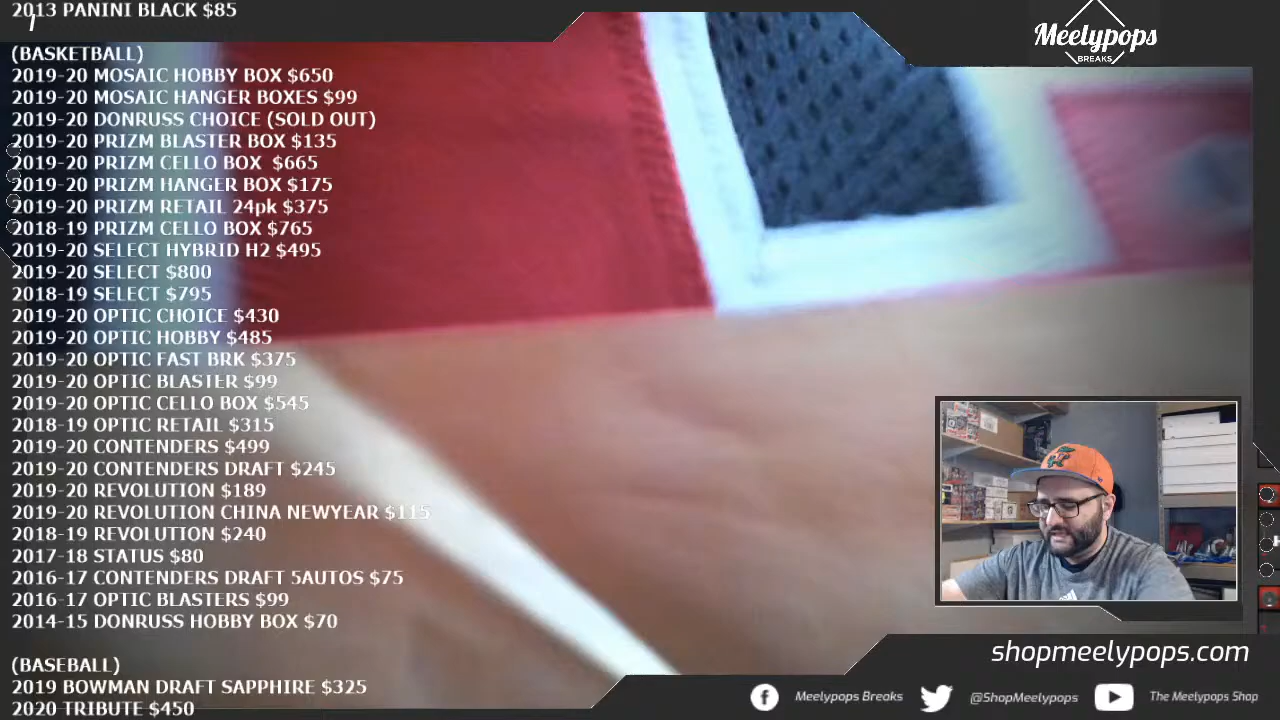 2013 PANINI BLACK $85
(BASKETBALL)
2019-20 MOSAIC HOBBY BOX $650
2019-20 MOSAIC HANGER BOXES $99
2019-20 DONRUSS CHOICE (SOLD OUT)
2019-20 PRIZM BLASTER BOX $135
2019-20 PRIZM CELLO BOX $665
2019-20 PRIZM HANGER BOX $175
2019-20 PRIZM RETAIL 24pk $375
2018-19 PRIZM CELLO BOX $765
2019-20 SELECT HYBRID H2 $495
2019-20 SELECT $800
2018-19 SELECT $795
2019-20 OPTIC CHOICE $430
2019-20 OPTIC HOBBY $485
2019-20 OPTIC FAST BRK $375
2019-20 OPTIC BLASTER $99
2019-20 OPTIC CELLO BOX $545
2018-19 OPTIC RETAIL $315
2019-20 CONTENDERS $499
2019-20 CONTENDERS DRAFT $245
2019-20 REVOLUTION $189
2019-20 REVOLUTION CHINA NEWYEAR $115
2018-19 REVOLUTION $240
2017-18 STATUS $80
2016-17 CONTENDERS DRAFT 5AUTOS $75
2016-17 OPTIC BLASTERS $99
2014-15 DONRUSS HOBBY BOX $70
(BASEBALL)
2019 BOWMAN DRAFT SAPPHIRE $325
2020 TRIBUTE $450
Meelypops
BREAKS
shopmeelypops.com
Meelypops Breaks
@ShopMeelypops
The Meelypops Shop